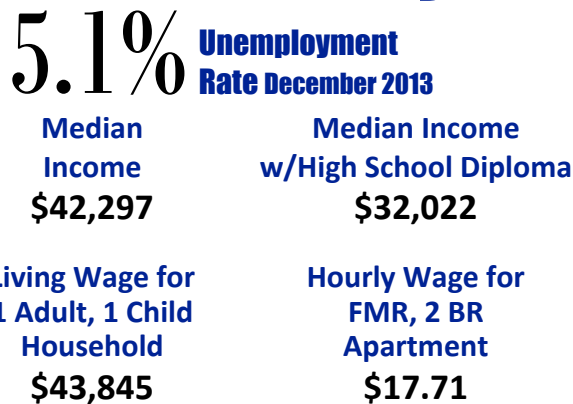 5.1% Unemployment
Rate December 2013
Median
Income
$42,297
Median Income
w/High School Diploma
$32,022
Living Wage for
1 Adult, 1 Child
Household
$43,845
Hourly Wage for
FMR, 2 BR
Apartment
$17.71